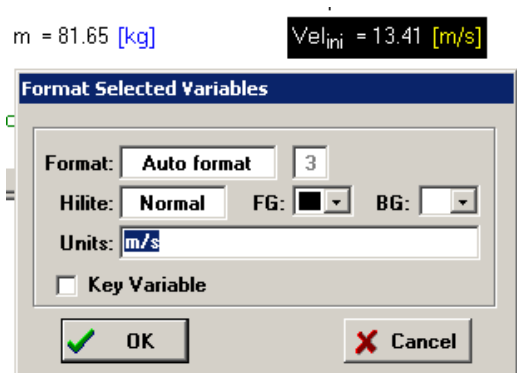 m = 81.65 [kg] Vel_ini = 13.41 [m/s]
Format Selected Variables
Format: Auto format 3
Hilite: Normal FG: BG:
Units: m/s
Key Variable
OK Cancel